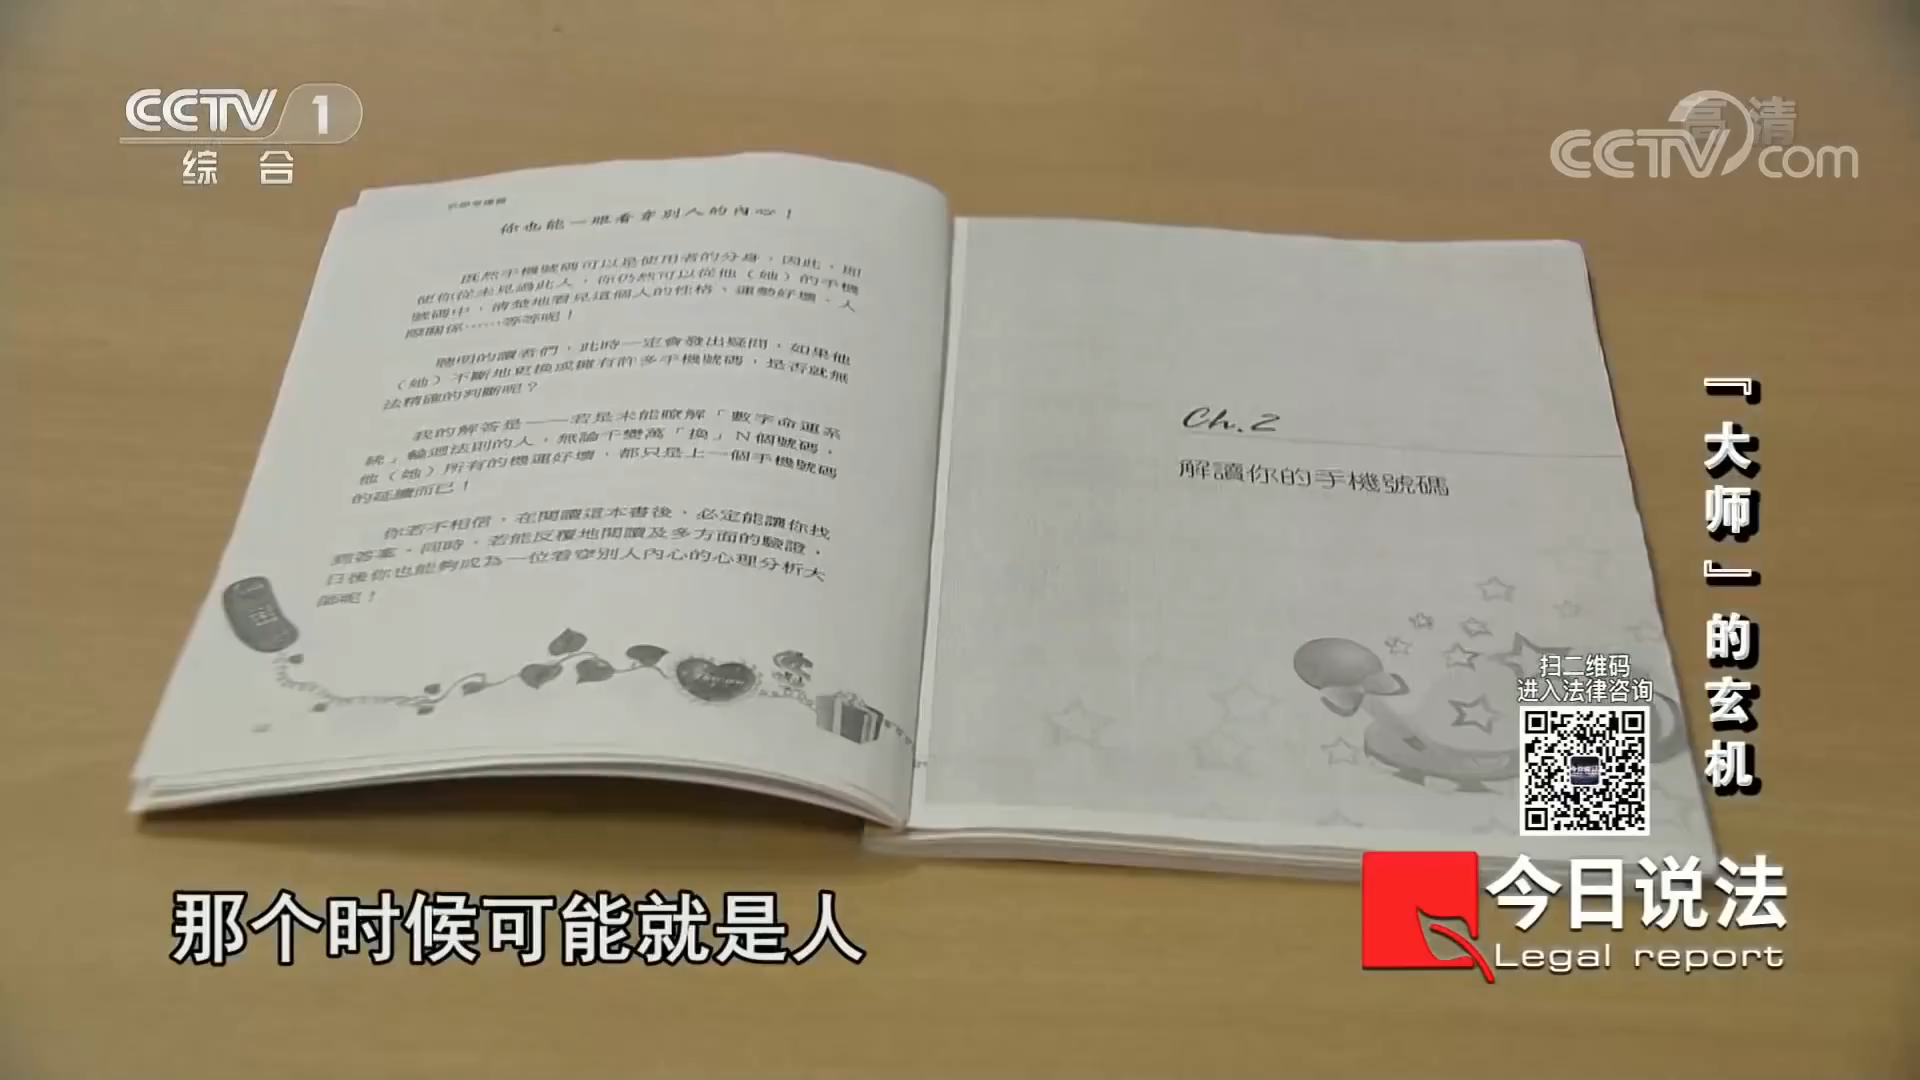 CCTV 1
综合
高清
CCTV com
你也能一眼看穿別人的內心！
既然手機號碼可以是使用者的分身，因此，即
使你從未見過此人，你仍然可以從他（她）的手機
號碼中，清楚地看見這個人的性格、運勢好壞、人
際關係……等等呢！
聰明的讀者們，此時一定會發出疑問，如果他
（她）不斷地更換或擁有許多手機號碼，是否就無
法精確的判斷呢？
我的解答是——若是未能瞭解「數字命運系
統」輪迴法則的人，無論千變萬「換」N個號碼，
他（她）所有的機運好壞，都只是上一個手機號碼
的延續而已！
你若不相信，在閱讀這本書後，必定能讓你找
到答案。同時，若能反覆地閱讀及多方面的驗證，
日後你也能夠成為一位看穿別人內心的心理分析大
師呢！
Ch.2
解讀你的手機號碼
『大师』的玄机
扫二维码
进入法律咨询
今日说法
Legal report
那个时候可能就是人